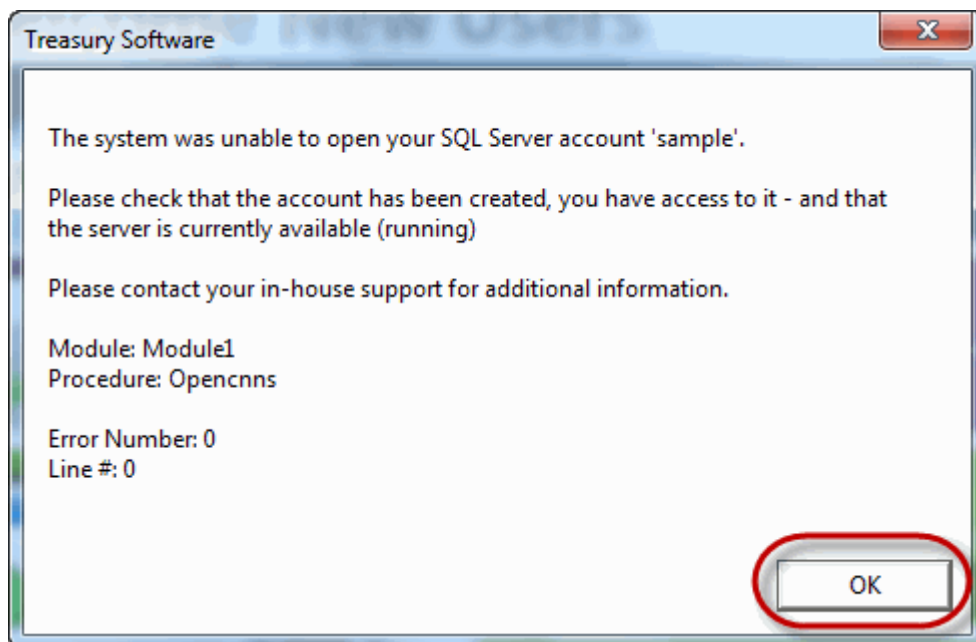 New Users
Treasury Software
The system was unable to open your SQL Server account 'sample'.
Please check that the account has been created, you have access to it - and that
the server is currently available (running)
Please contact your in-house support for additional information.
Module: Module1
Procedure: Opencnns
Error Number: 0
Line #: 0
OK